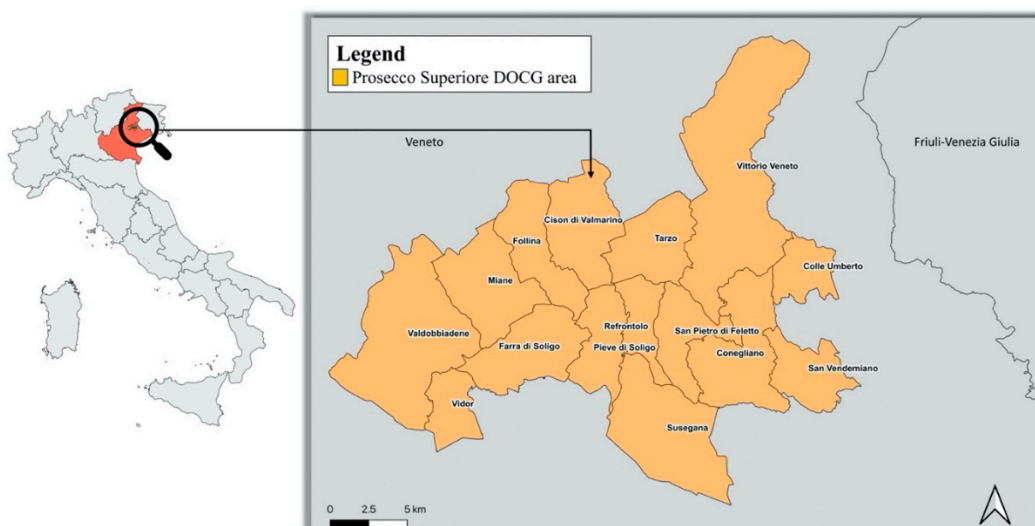 Legend
Prosecco Superiore DOCG area
Veneto
Friuli-Venezia Giulia
Vittorio Veneto
Cison di Valmarino
Follina
Tarzo
Colle Umberto
Miane
Valdobbiadene
Refrontolo
San Pietro di Feletto
Farra di Soligo
Pieve di Soligo
Conegliano
San Vendemiano
Vidor
Susegana
0 2.5 5 km